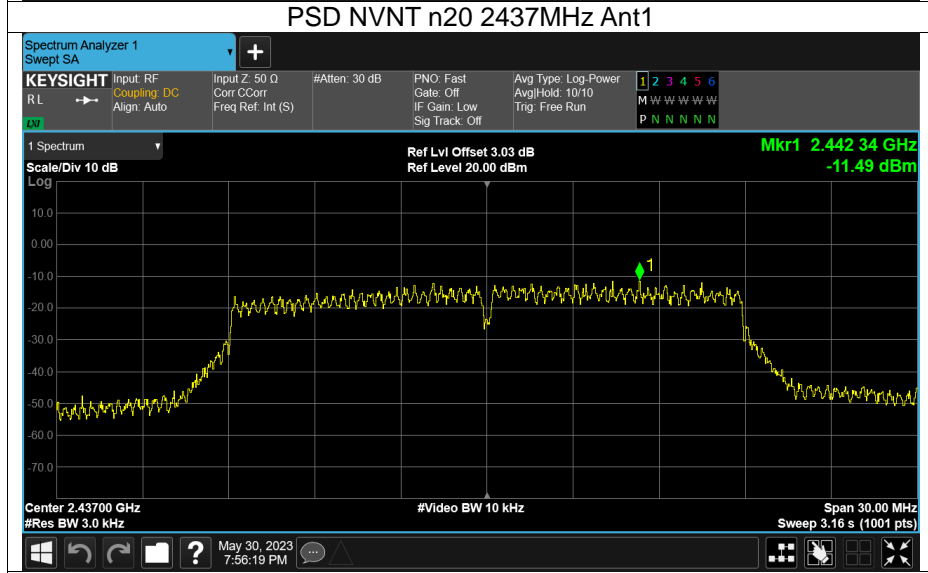 PSD NVNT n20 2437MHz Ant1
Spectrum Analyzer 1
Swept SA
+
KEYSIGHT Input: RF Input Z: 50 Ω #Atten: 30 dB PNO: Fast Avg Type: Log-Power 1 2 3 4 5 6
RL Coupling: DC Corr CCorr Gate: Off Avg|Hold: 10/10 M W W W W W
Align: Auto Freq Ref: Int (S) IF Gain: Low Trig: Free Run
LXI Sig Track: Off P N N N N N
1 Spectrum Ref Lvl Offset 3.03 dB Mkr1 2.442 34 GHz
Scale/Div 10 dB Ref Level 20.00 dBm -11.49 dBm
Log
10.0
0.00
1
-10.0
-20.0
-30.0
-40.0
-50.0
-60.0
-70.0
Center 2.43700 GHz #Video BW 10 kHz Span 30.00 MHz
#Res BW 3.0 kHz Sweep 3.16 s (1001 pts)
? May 30, 2023
7:56:19 PM